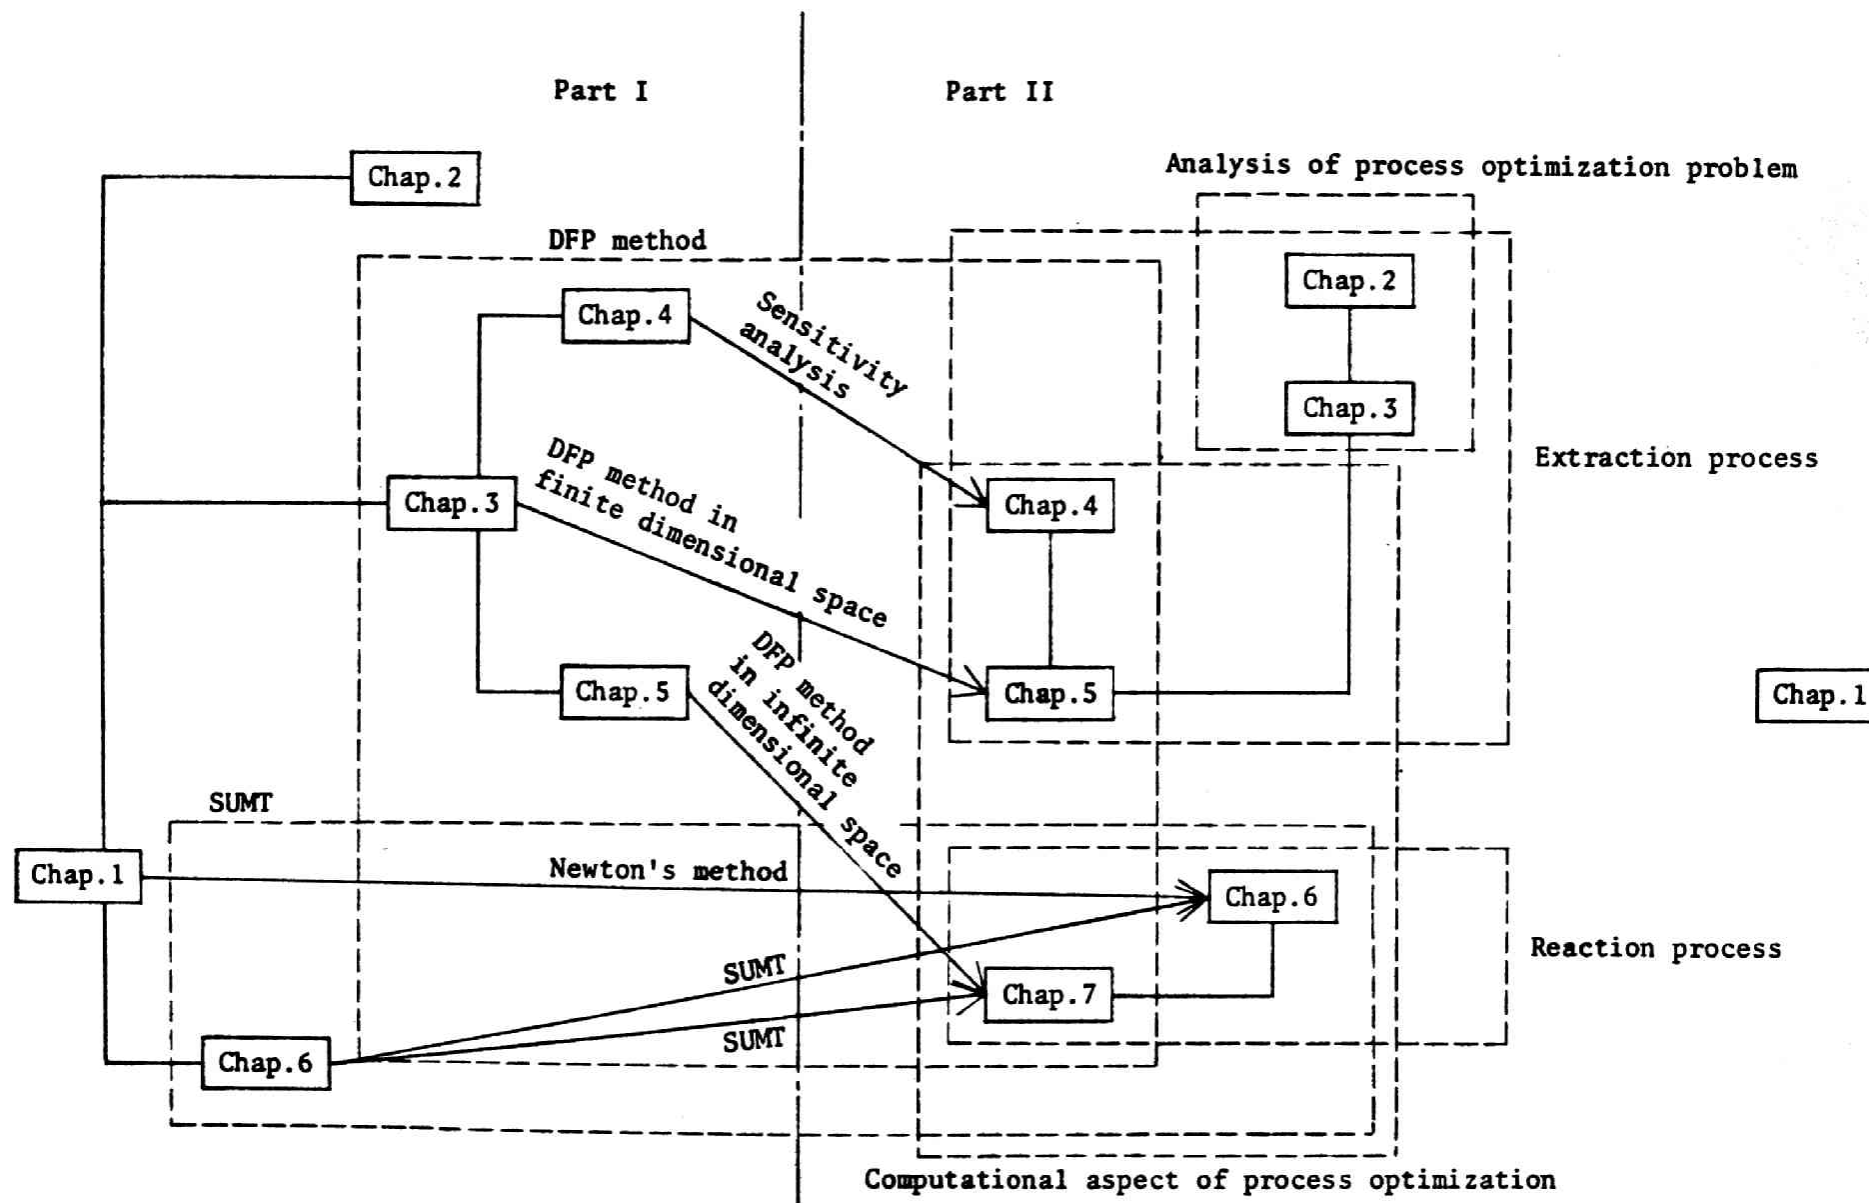 Part I
Part II
Chap.2
Analysis of process optimization problem
DFP method
Chap.2
Chap.4
Sensitivity
analysis
Chap.3
Extraction process
DFP method in
finite dimensional space
Chap.3
Chap.4
Chap.5
DFP method
in infinite
dimensional space
Chap.5
Chap.1
SUMT
Chap.1
Newton's method
Chap.6
Reaction process
SUMT
Chap.7
SUMT
Chap.6
Computational aspect of process optimization